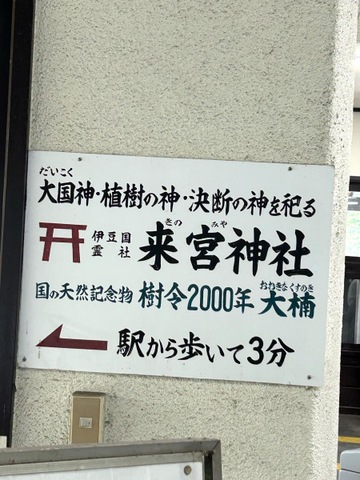 だいこく
大国神・植樹の神・決断の神を祀る
伊豆国
霊社
きの みや
来宮神社
おおきなくすのき
国の天然記念物 樹令2000年 大楠
駅から歩いて3分